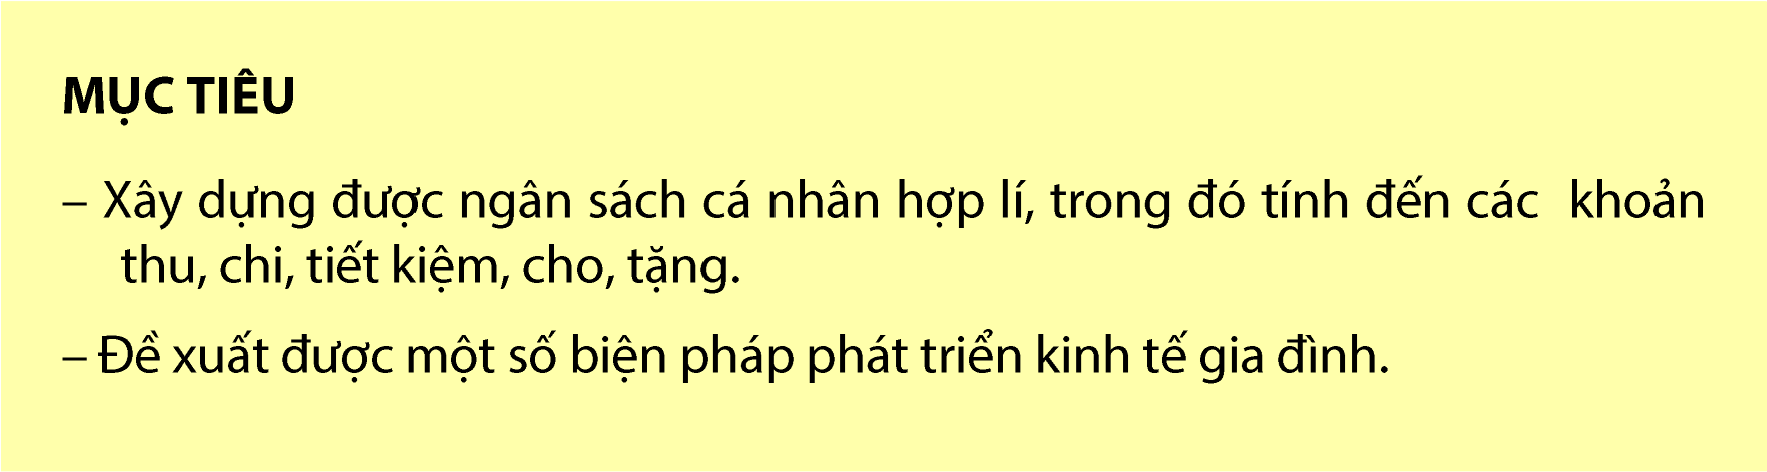 MỤC TIÊU
– Xây dựng được ngân sách cá nhân hợp lí, trong đó tính đến các khoản
thu, chi, tiết kiệm, cho, tặng.
– Đề xuất được một số biện pháp phát triển kinh tế gia đình.